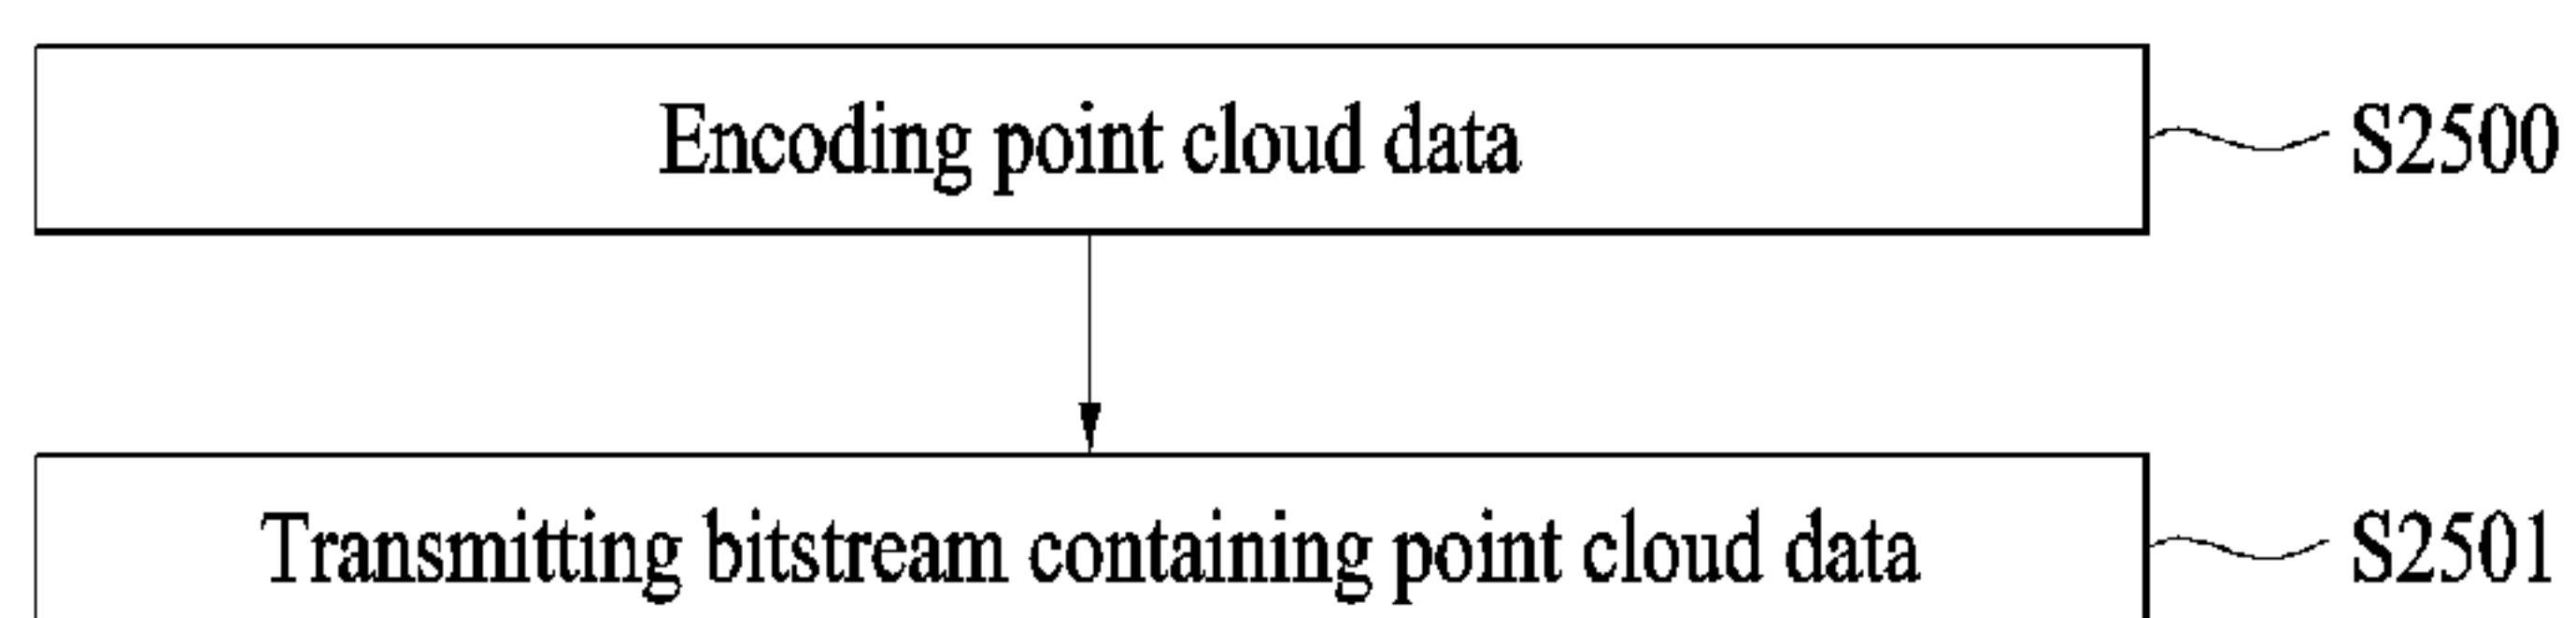 Encoding point cloud data S2500
Transmitting bitstream containing point cloud data S2501